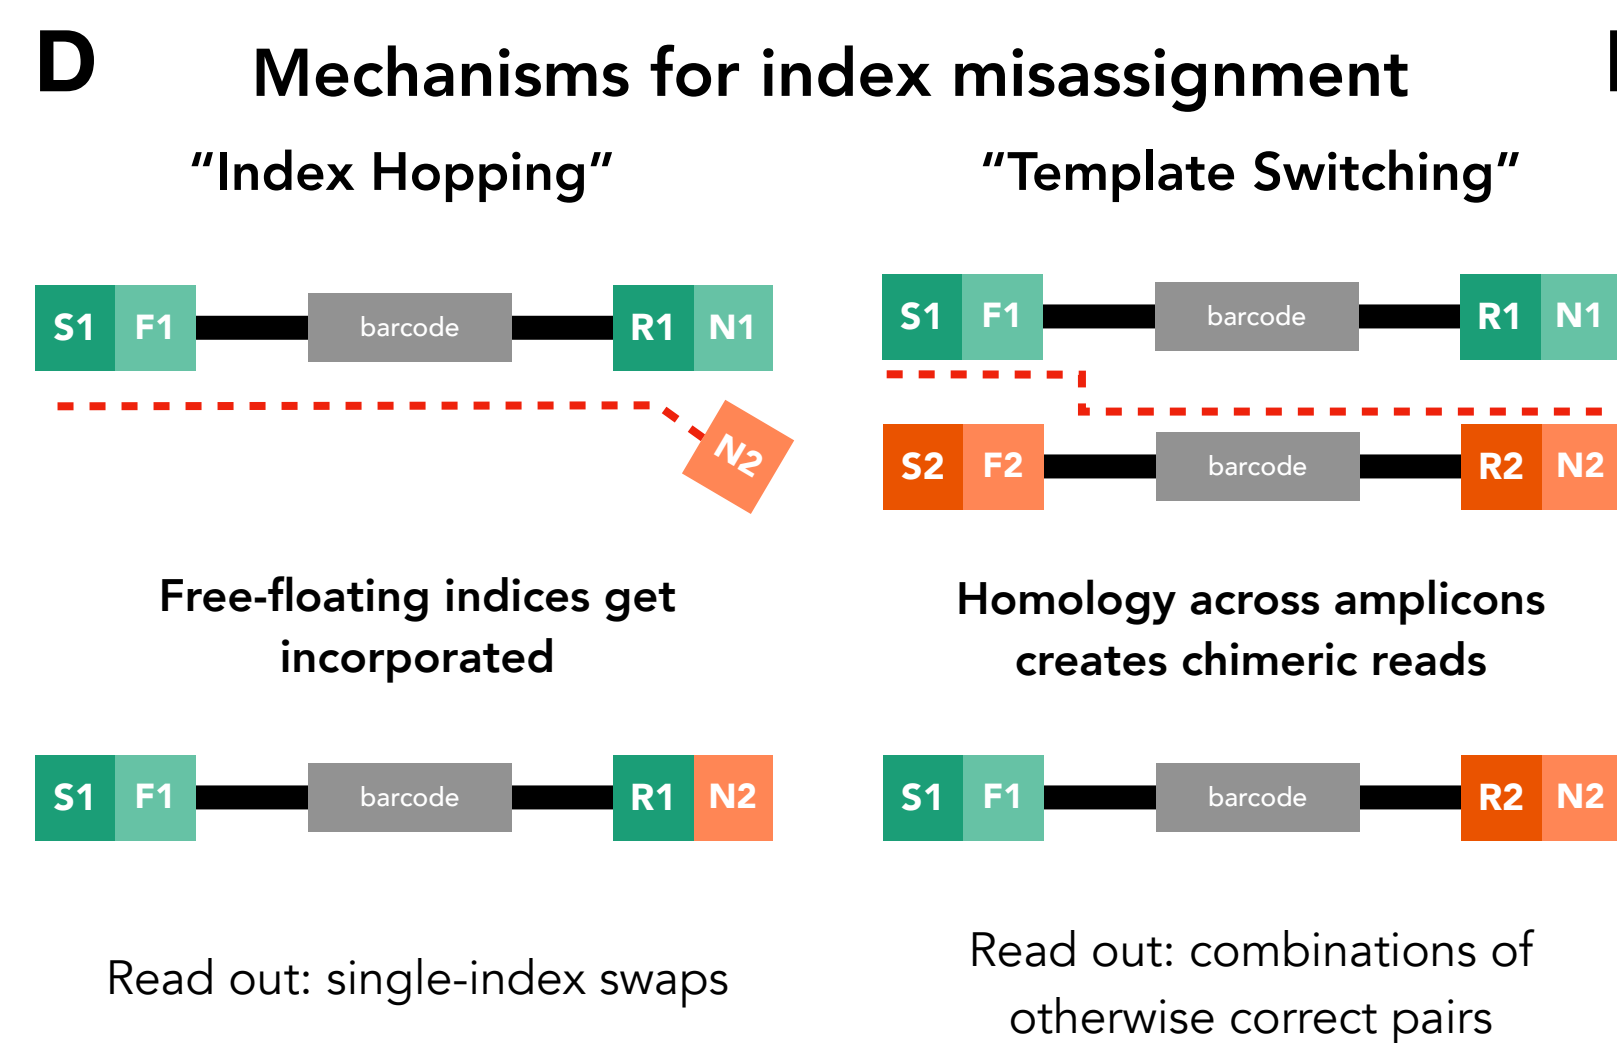 D
Mechanisms for index misassignment
“Index Hopping”
S1 F1 barcode R1 N1
N2
Free-floating indices get
incorporated
S1 F1 barcode R1 N2
Read out: single-index swaps
“Template Switching”
S1 F1 barcode R1 N1
S2 F2 barcode R2 N2
Homology across amplicons
creates chimeric reads
S1 F1 barcode R2 N2
Read out: combinations of
otherwise correct pairs